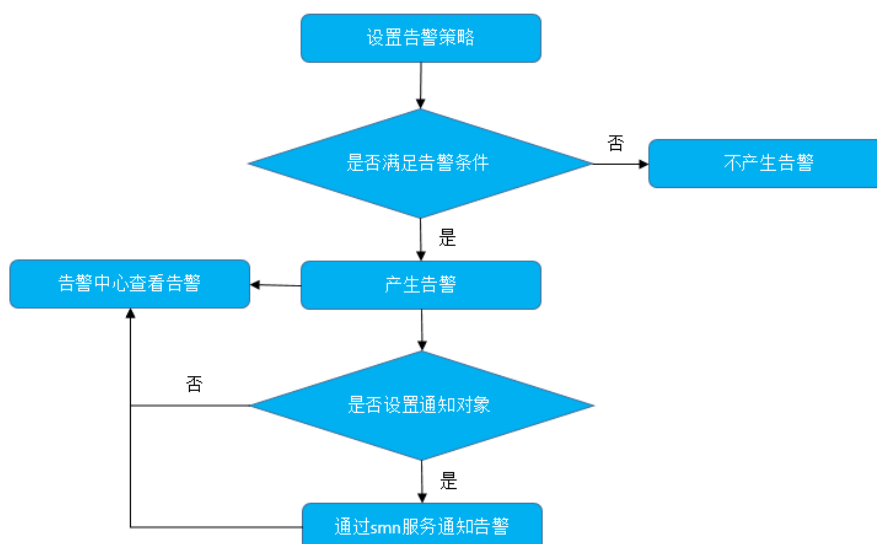 设置告警策略
是否满足告警条件
否
不产生告警
是
告警中心查看告警
产生告警
否
是否设置通知对象
是
通过smn服务通知告警